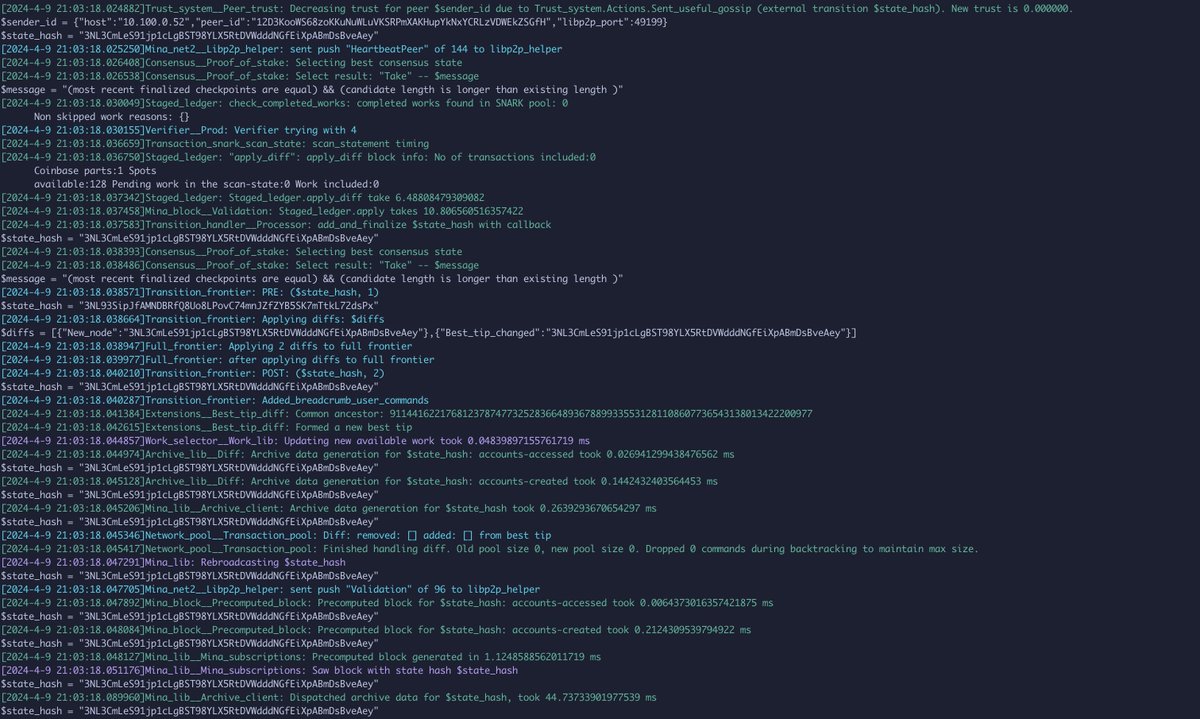 [2024-4-9 21:03:18.024882]Trust_system__Peer_trust: Decreasing trust for peer $sender_id due to Trust_system.Actions.Sent_useful_gossip (external transition $state_hash). New trust is 0.000000.
$sender_id = {"host":"10.100.0.52","peer_id":"12D3KooWS68zoKKuNuWLuVKSRPmXAKHupYkNxYCRLzVDWEkZSGfH","libp2p_port":49199}
$state_hash = "3NL3CmLeS91jp1cLgBST98YLX5RtDVWdddNGfEiXpABmDsBveAey"
[2024-4-9 21:03:18.025250]Mina_net2__Libp2p_helper: sent push "HeartbeatPeer" of 144 to libp2p_helper
[2024-4-9 21:03:18.026408]Consensus__Proof_of_stake: Selecting best consensus state
[2024-4-9 21:03:18.026538]Consensus__Proof_of_stake: Select result: "Take" -- $message
$message = "(most recent finalized checkpoints are equal) && (candidate length is longer than existing length )"
[2024-4-9 21:03:18.030049]Staged_ledger: check_completed_works: completed works found in SNARK pool: 0
Non skipped work reasons: {}
[2024-4-9 21:03:18.030155]Verifier__Prod: Verifier trying with 4
[2024-4-9 21:03:18.036659]Transaction_snark_scan_state: scan_statement timing
[2024-4-9 21:03:18.036750]Staged_ledger: "apply_diff": apply_diff block info: No of transactions included:0
Coinbase parts:1 Spots
available:128 Pending work in the scan-state:0 Work included:0
[2024-4-9 21:03:18.037342]Staged_ledger: Staged_ledger.apply_diff take 6.48808479309082
[2024-4-9 21:03:18.037458]Mina_block__Validation: Staged_ledger.apply takes 10.806560516357422
[2024-4-9 21:03:18.037583]Transition_handler__Processor: add_and_finalize $state_hash with callback
$state_hash = "3NL3CmLeS91jp1cLgBST98YLX5RtDVWdddNGfEiXpABmDsBveAey"
[2024-4-9 21:03:18.038393]Consensus__Proof_of_stake: Selecting best consensus state
[2024-4-9 21:03:18.038486]Consensus__Proof_of_stake: Select result: "Take" -- $message
$message = "(most recent finalized checkpoints are equal) && (candidate length is longer than existing length )"
[2024-4-9 21:03:18.038571]Transition_frontier: PRE: ($state_hash, 1)
$state_hash = "3NL93SipJfAMNDBRfQ8Uo8LPovC74mnJZfZYB5SK7mTtkL72dsPx"
[2024-4-9 21:03:18.038664]Transition_frontier: Applying diffs: $diffs
$diffs = [{"New_node":"3NL3CmLeS91jp1cLgBST98YLX5RtDVWdddNGfEiXpABmDsBveAey"},{"Best_tip_changed":"3NL3CmLeS91jp1cLgBST98YLX5RtDVWdddNGfEiXpABmDsBveAey"}]
[2024-4-9 21:03:18.038947]Full_frontier: Applying 2 diffs to full frontier
[2024-4-9 21:03:18.039977]Full_frontier: after applying diffs to full frontier
[2024-4-9 21:03:18.040210]Transition_frontier: POST: ($state_hash, 2)
$state_hash = "3NL3CmLeS91jp1cLgBST98YLX5RtDVWdddNGfEiXpABmDsBveAey"
[2024-4-9 21:03:18.040287]Transition_frontier: Added_breadcrumb_user_commands
[2024-4-9 21:03:18.041384]Extensions__Best_tip_diff: Common ancestor: 9114416221768123787477325283664893678899335531281108607736543138013422200977
[2024-4-9 21:03:18.042615]Extensions__Best_tip_diff: Formed a new best tip
[2024-4-9 21:03:18.044857]Work_selector__Work_lib: Updating new available work took 0.04839897155761719 ms
[2024-4-9 21:03:18.044974]Archive_lib__Diff: Archive data generation for $state_hash: accounts-accessed took 0.026941299438476562 ms
$state_hash = "3NL3CmLeS91jp1cLgBST98YLX5RtDVWdddNGfEiXpABmDsBveAey"
[2024-4-9 21:03:18.045128]Archive_lib__Diff: Archive data generation for $state_hash: accounts-created took 0.1442432403564453 ms
$state_hash = "3NL3CmLeS91jp1cLgBST98YLX5RtDVWdddNGfEiXpABmDsBveAey"
[2024-4-9 21:03:18.045206]Mina_lib__Archive_client: Archive data generation for $state_hash took 0.2639293670654297 ms
$state_hash = "3NL3CmLeS91jp1cLgBST98YLX5RtDVWdddNGfEiXpABmDsBveAey"
[2024-4-9 21:03:18.045346]Network_pool__Transaction_pool: Diff: removed: [] added: [] from best tip
[2024-4-9 21:03:18.045417]Network_pool__Transaction_pool: Finished handling diff. Old pool size 0, new pool size 0. Dropped 0 commands during backtracking to maintain max size.
[2024-4-9 21:03:18.047291]Mina_lib: Rebroadcasting $state_hash
$state_hash = "3NL3CmLeS91jp1cLgBST98YLX5RtDVWdddNGfEiXpABmDsBveAey"
[2024-4-9 21:03:18.047705]Mina_net2__Libp2p_helper: sent push "Validation" of 96 to libp2p_helper
[2024-4-9 21:03:18.047892]Mina_block__Precomputed_block: Precomputed block for $state_hash: accounts-accessed took 0.0064373016357421875 ms
$state_hash = "3NL3CmLeS91jp1cLgBST98YLX5RtDVWdddNGfEiXpABmDsBveAey"
[2024-4-9 21:03:18.048084]Mina_block__Precomputed_block: Precomputed block for $state_hash: accounts-created took 0.2124309539794922 ms
$state_hash = "3NL3CmLeS91jp1cLgBST98YLX5RtDVWdddNGfEiXpABmDsBveAey"
[2024-4-9 21:03:18.048127]Mina_lib__Mina_subscriptions: Precomputed block generated in 1.1248588562011719 ms
[2024-4-9 21:03:18.051176]Mina_lib__Mina_subscriptions: Saw block with state hash $state_hash
$state_hash = "3NL3CmLeS91jp1cLgBST98YLX5RtDVWdddNGfEiXpABmDsBveAey"
[2024-4-9 21:03:18.089960]Mina_lib__Archive_client: Dispatched archive data for $state_hash, took 44.73733901977539 ms
$state_hash = "3NL3CmLeS91jp1cLgBST98YLX5RtDVWdddNGfEiXpABmDsBveAey"